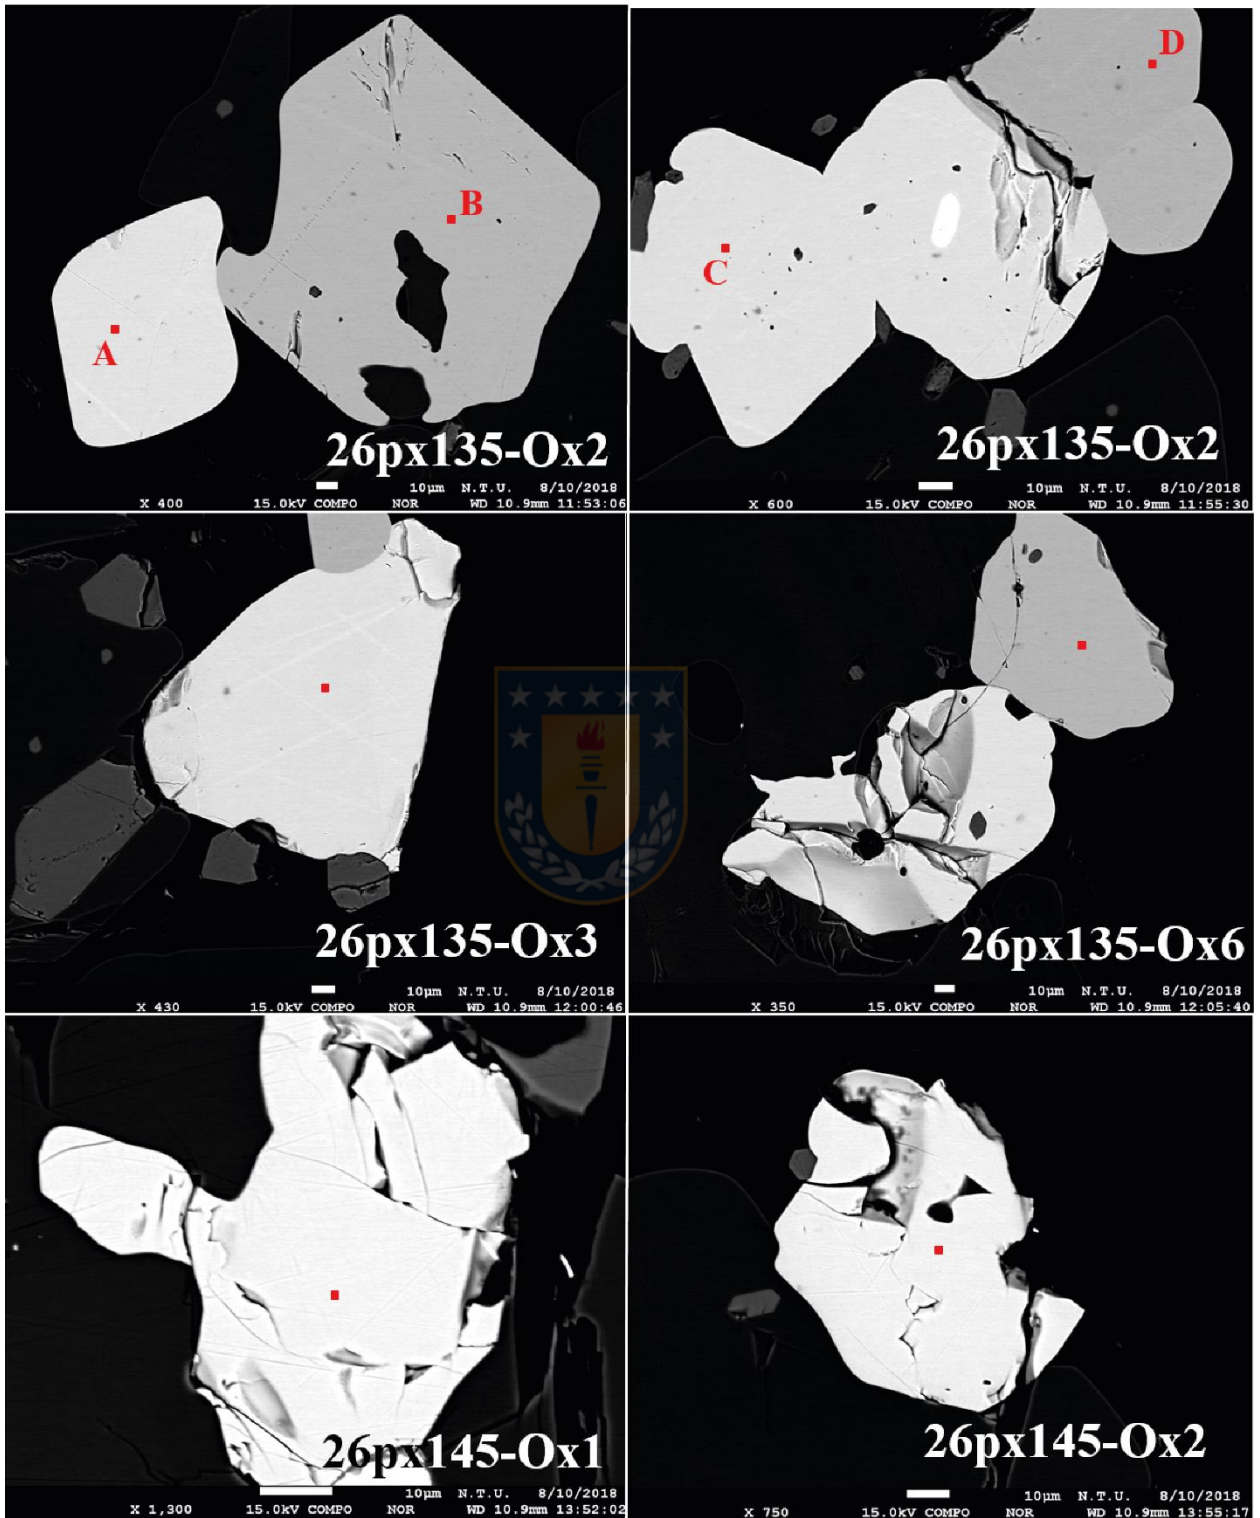 A
B
26px135-Ox2
10µm N.T.U. 8/10/2018
X 400 15.0kV COMPO NOR WD 10.9mm 11:53:06
D
C
26px135-Ox2
10µm N.T.U. 8/10/2018
X 600 15.0kV COMPO NOR WD 10.9mm 11:55:30
26px135-Ox3
10µm N.T.U. 8/10/2018
X 430 15.0kV COMPO NOR WD 10.9mm 12:00:46
26px135-Ox6
10µm N.T.U. 8/10/2018
X 350 15.0kV COMPO NOR WD 10.9mm 12:05:40
26px145-Ox1
10µm N.T.U. 8/10/2018
X 1,300 15.0kV COMPO NOR WD 10.9mm 13:52:02
26px145-Ox2
10µm N.T.U. 8/10/2018
X 750 15.0kV COMPO NOR WD 10.9mm 13:55:17